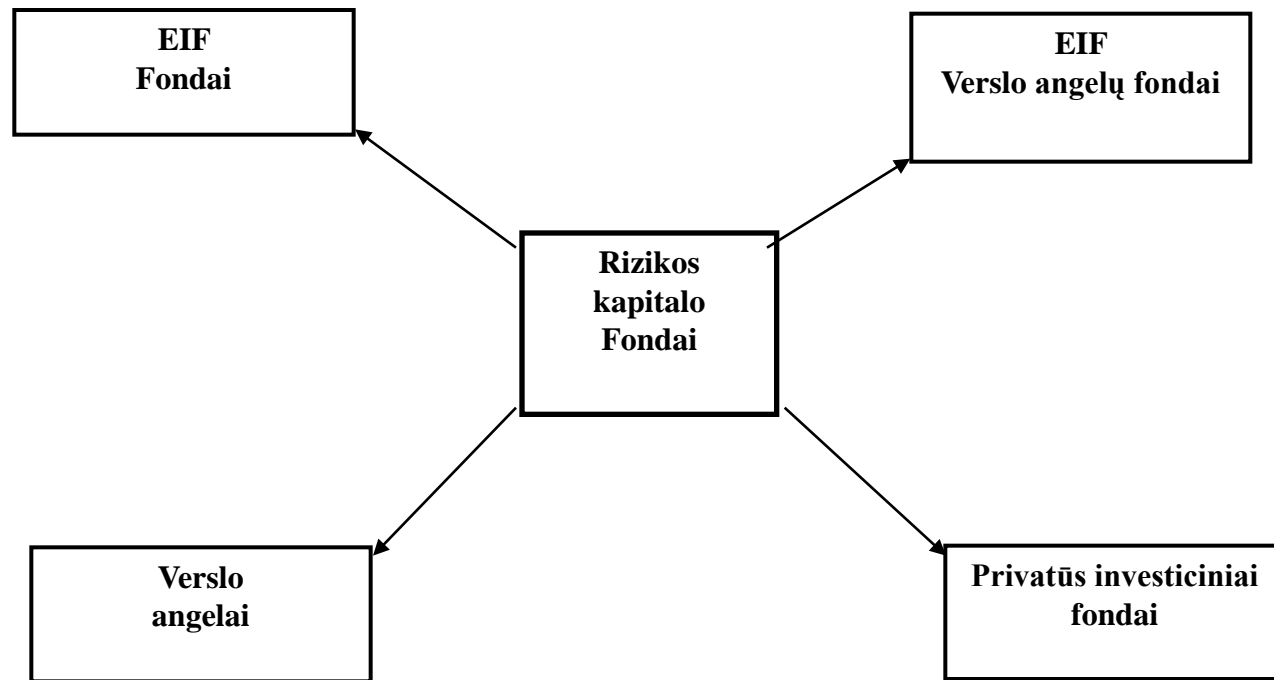 EIF
Fondai
EIF
Verslo angelų fondai
Rizikos
kapitalo
Fondai
Verslo
angelai
Privatūs investiciniai
fondai